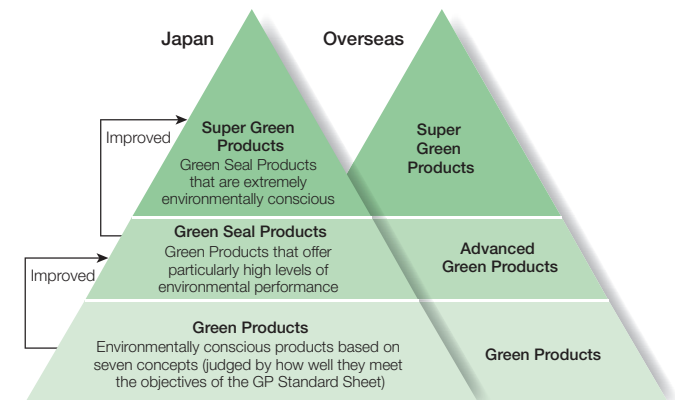 Japan
Overseas
Improved
Super Green
Products
Green Seal Products
that are extremely
environmentally conscious
Super
Green
Products
Improved
Green Seal Products
Green Products that offer
particularly high levels of
environmental performance
Advanced
Green Products
Green Products
Environmentally conscious products based on
seven concepts (judged by how well they meet
the objectives of the GP Standard Sheet)
Green Products